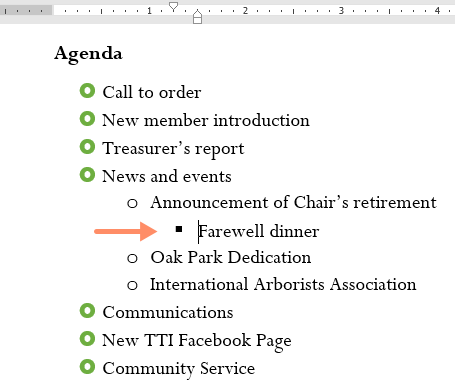 1 2 3 4
Agenda
Call to order
New member introduction
Treasurer’s report
News and events
Announcement of Chair’s retirement
Farewell dinner
Oak Park Dedication
International Arborists Association
Communications
New TTI Facebook Page
Community Service